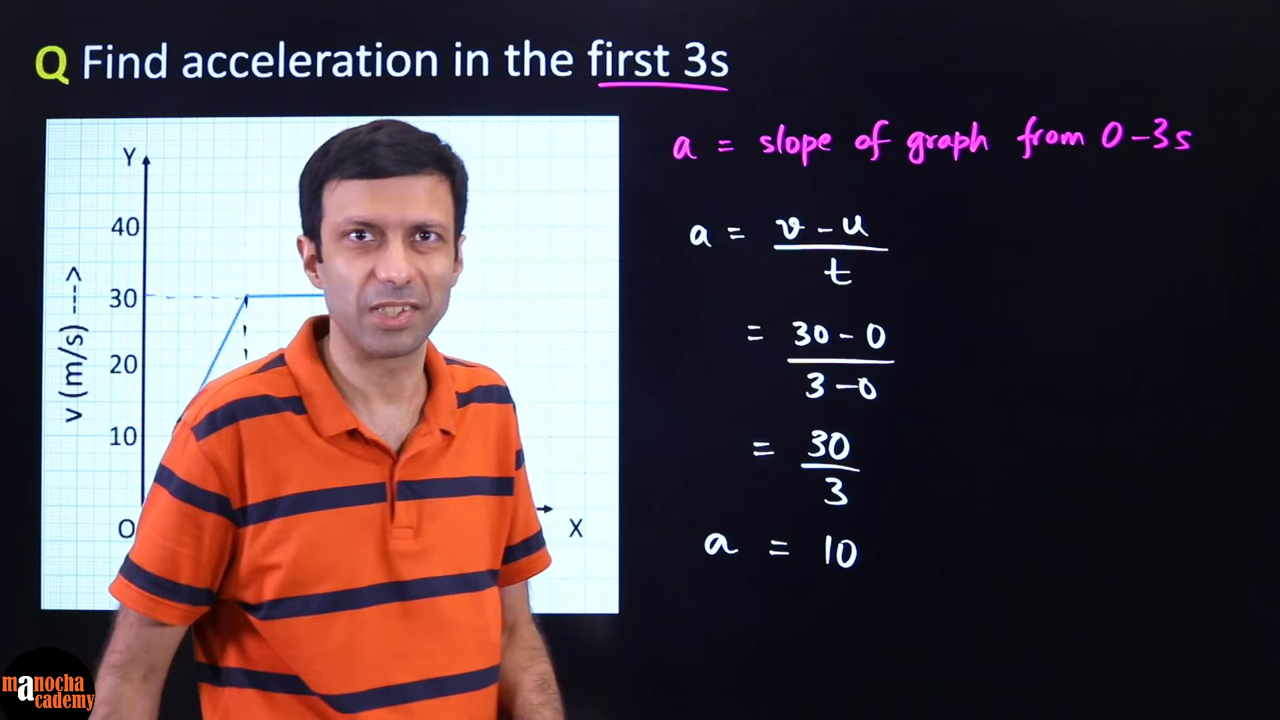 Q Find acceleration in the first 3s
a = slope of graph from 0-3s
Y
40
30
20
10
O
X
v (m/s) --->
a = v - u / t
= 30 - 0 / 3 - 0
= 30 / 3
a = 10
manocha
academy